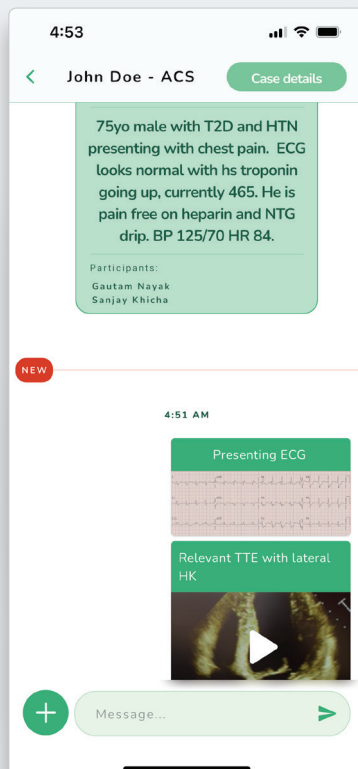 4:53
John Doe - ACS
Case details
75yo male with T2D and HTN
presenting with chest pain. ECG
looks normal with hs troponin
going up, currently 465. He is
pain free on heparin and NTG
drip. BP 125/70 HR 84.
Participants:
Gautam Nayak
Sanjay Khicha
NEW
4:51 AM
Presenting ECG
Relevant TTE with lateral
HK
Message...